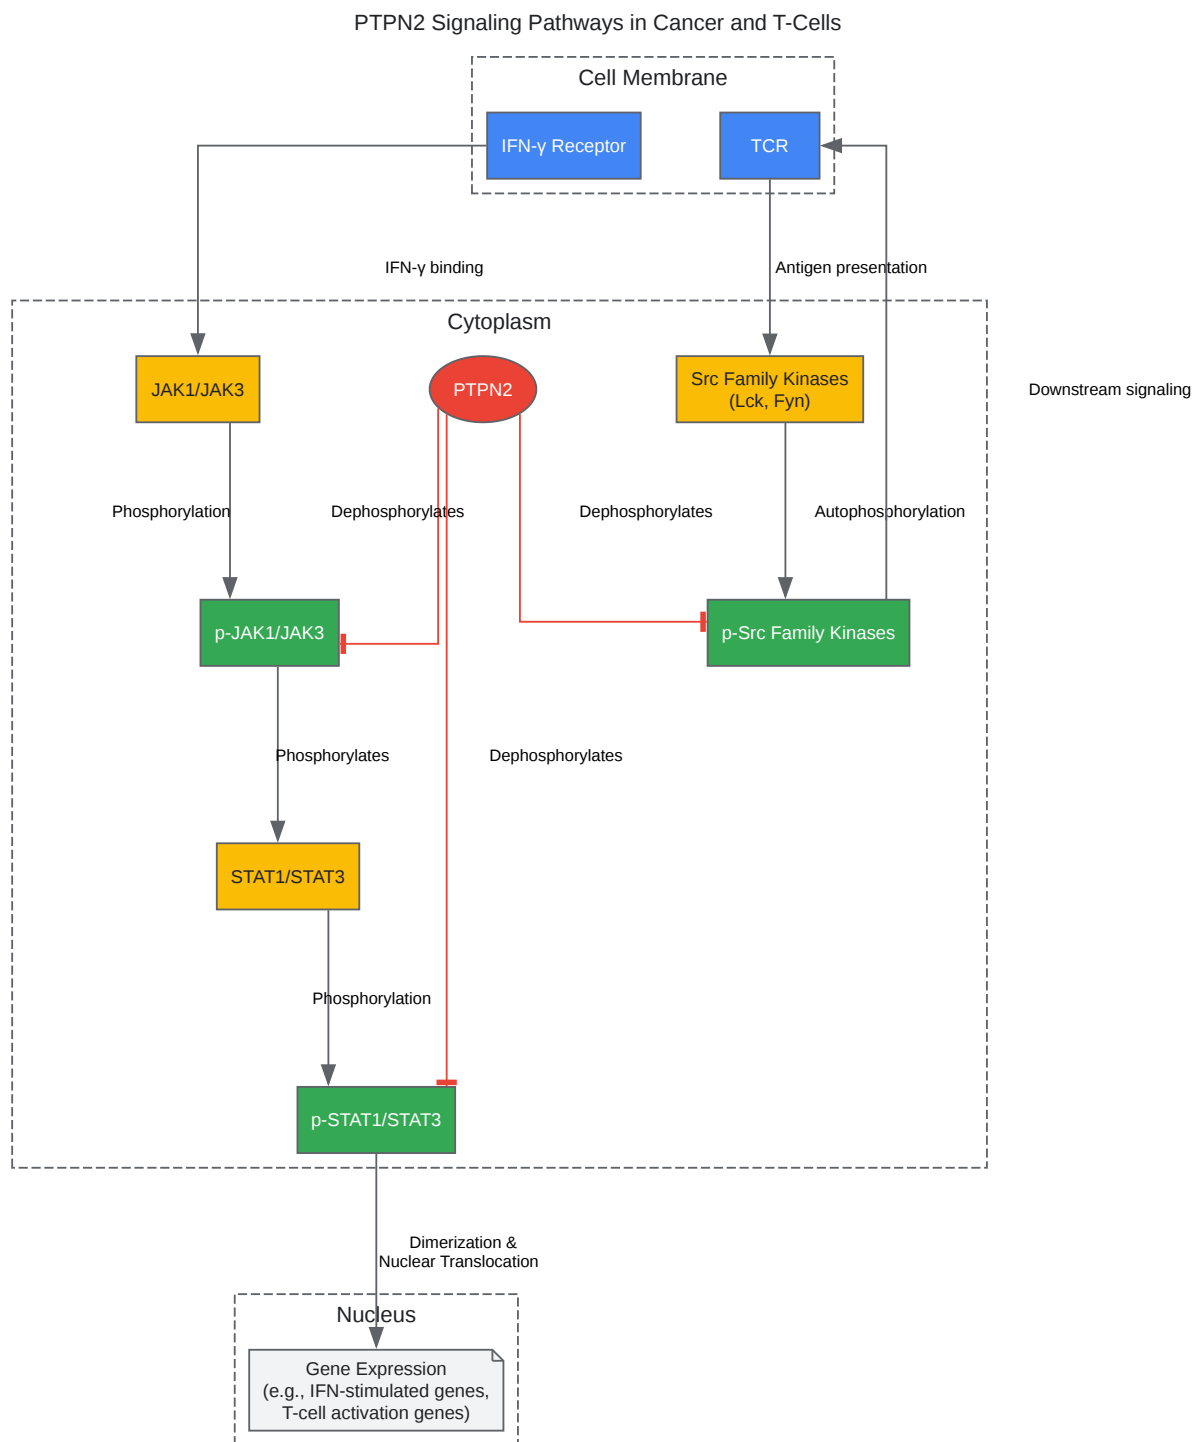 PTPN2 Signaling Pathways in Cancer and T-Cells
Cell Membrane
IFN-γ Receptor
TCR
IFN-γ binding
Antigen presentation
Cytoplasm
JAK1/JAK3
PTPN2
Src Family Kinases
(Lck, Fyn)
Downstream signaling
Phosphorylation
Dephosphorylates
Dephosphorylates
Autophosphorylation
p-JAK1/JAK3
p-Src Family Kinases
Phosphorylates
Dephosphorylates
STAT1/STAT3
Phosphorylation
p-STAT1/STAT3
Dimerization &
Nuclear Translocation
Nucleus
Gene Expression
(e.g., IFN-stimulated genes,
T-cell activation genes)